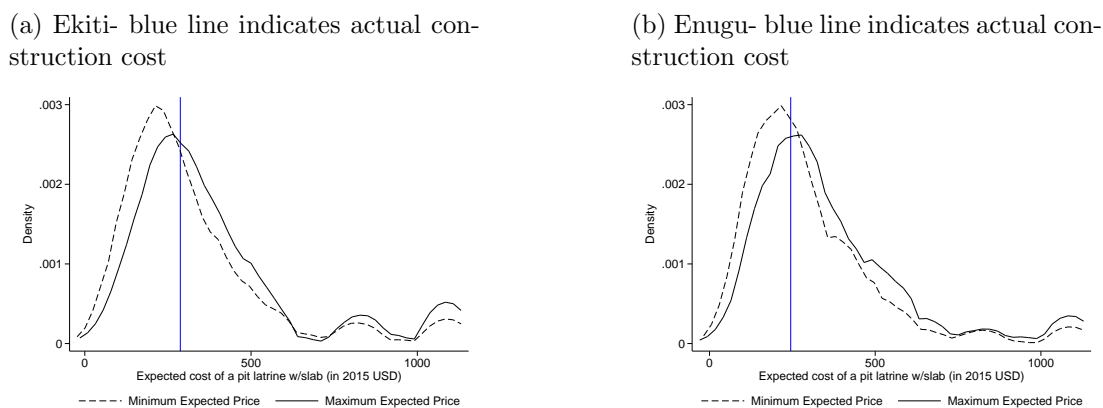 (a) Ekiti- blue line indicates actual con-
struction cost
.003
.002
.001
0
Density
0
500
1000
Expected cost of a pit latrine w/slab (in 2015 USD)
Minimum Expected Price
Maximum Expected Price
(b) Enugu- blue line indicates actual con-
struction cost
.003
.002
.001
0
Density
0
500
1000
Expected cost of a pit latrine w/slab (in 2015 USD)
Minimum Expected Price
Maximum Expected Price